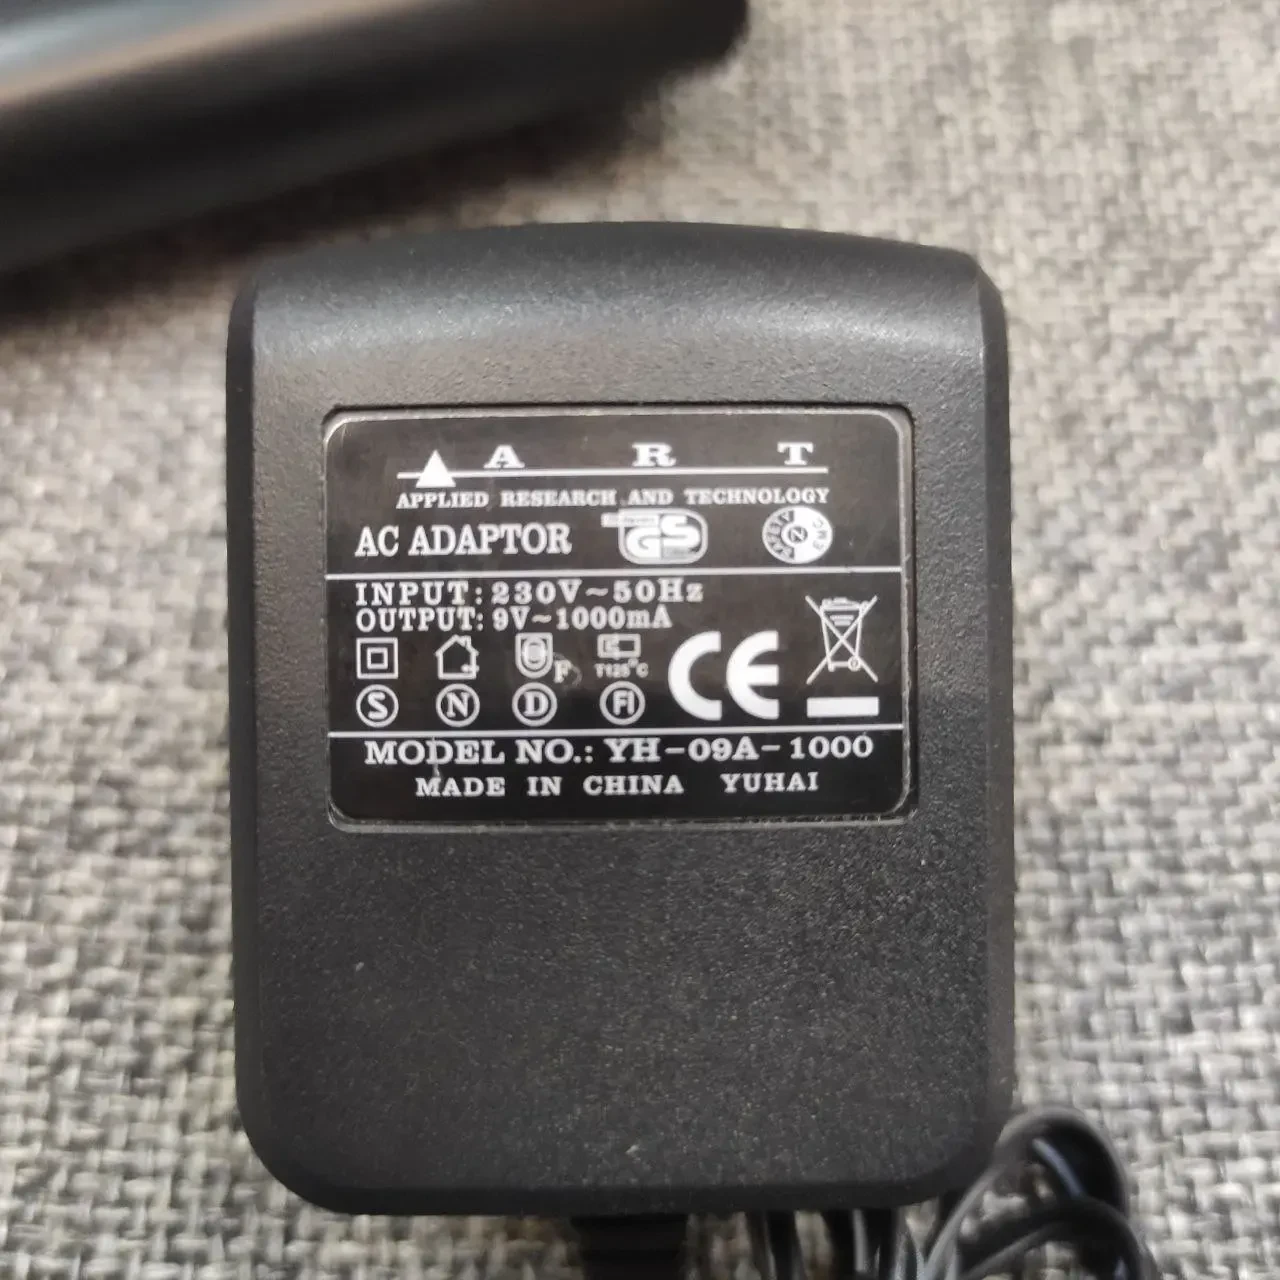 A R T
APPLIED RESEARCH AND TECHNOLOGY
AC ADAPTOR GS
INPUT: 230V~50Hz
OUTPUT: 9V~1000mA
F T125°C
S N D FI CE
MODEL NO.: YH-09A-1000
MADE IN CHINA YUHAI